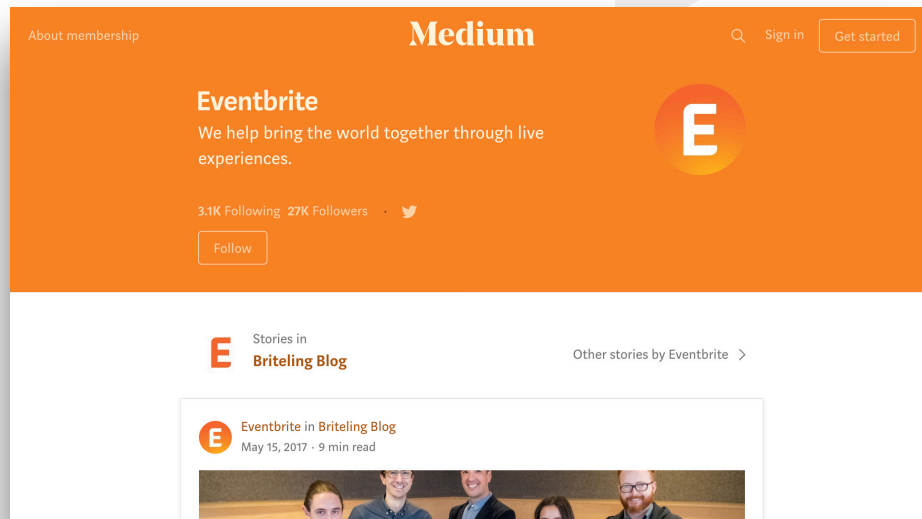 About membership
Medium
Sign in
Get started
Eventbrite
We help bring the world together through live
experiences.
E
3.1K Following 27K Followers ·
Follow
E
Stories in
Briteling Blog
Other stories by Eventbrite
E
Eventbrite in Briteling Blog
May 15, 2017 · 9 min read